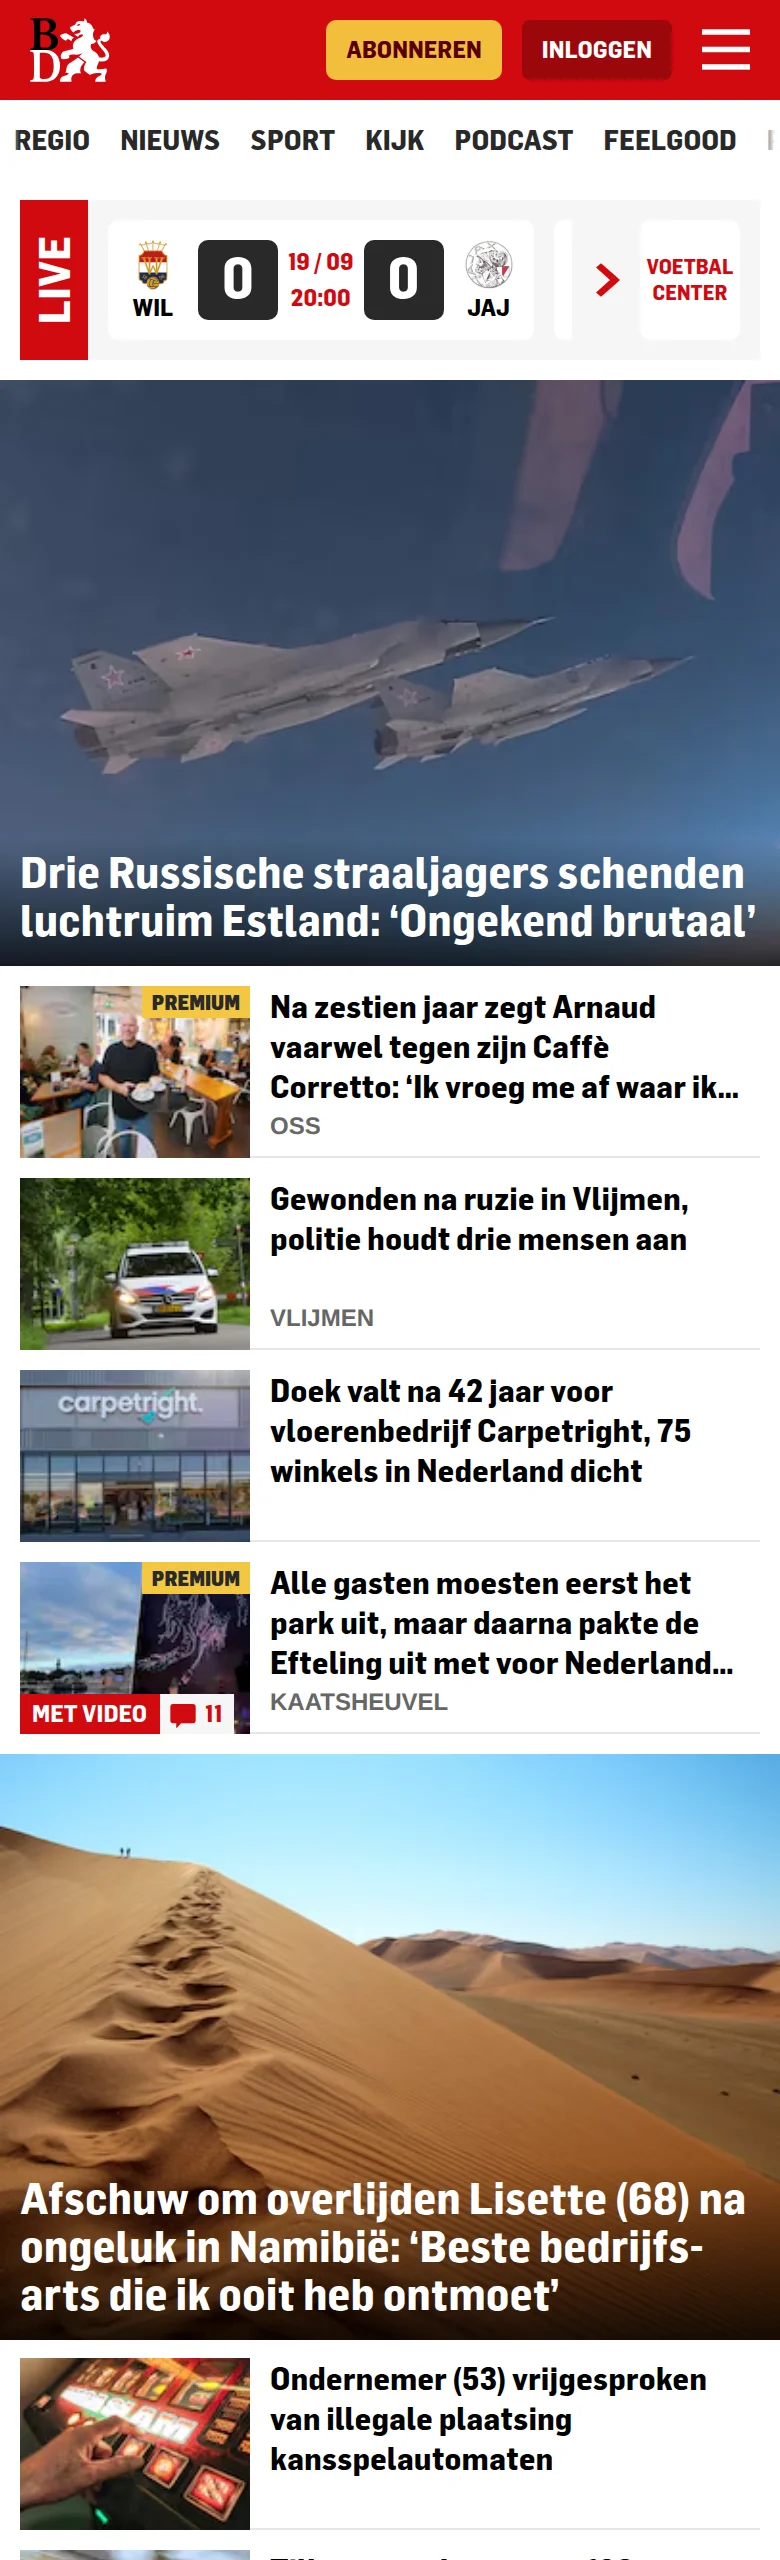 BD
ABONNEREN
INLOGGEN
REGIO NIEUWS SPORT KIJK PODCAST FEELGOOD
LIVE
WIL
0
19 / 09
20:00
0
JAJ
VOETBAL
CENTER
Drie Russische straaljagers schenden
luchtruim Estland: ‘Ongekend brutaal’
PREMIUM
Na zestien jaar zegt Arnaud
vaarwel tegen zijn Caffè
Corretto: ‘Ik vroeg me af waar ik...
OSS
Gewonden na ruzie in Vlijmen,
politie houdt drie mensen aan
VLIJMEN
carpetright.
Doek valt na 42 jaar voor
vloerenbedrijf Carpetright, 75
winkels in Nederland dicht
PREMIUM
MET VIDEO
11
Alle gasten moesten eerst het
park uit, maar daarna pakte de
Efteling uit met voor Nederland...
KAATSHEUVEL
Afschuw om overlijden Lisette (68) na
ongeluk in Namibië: ‘Beste bedrijfs-
arts die ik ooit heb ontmoet’
Ondernemer (53) vrijgesproken
van illegale plaatsing
kansspelautomaten